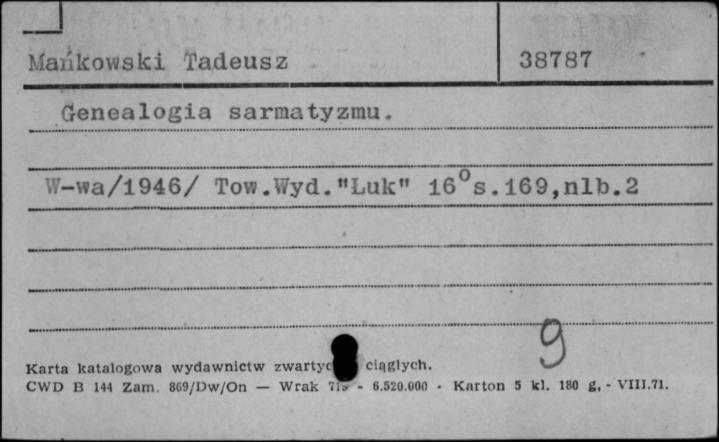 Mańkowski Tadeusz 38787
Genealogia sarmatyzmu.
W-wa/1946/ Tow.Wyd."Łuk" 16°s.169,nlb.2
9
Karta katalogowa wydawnictw ciągłych.
CWD B 144 Zam. 869/Dw/On — Wrak - 6.520.000 - Karton 5 kl. 180 g. - VIII.71.